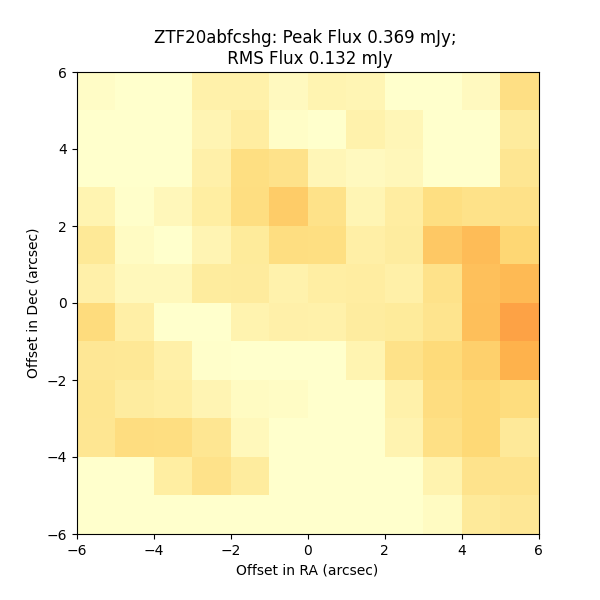 ZTF20abfcshg: Peak Flux 0.369 mJy;
RMS Flux 0.132 mJy
6
4
2
0
−2
−4
−6
Offset in Dec (arcsec)
−6 −4 −2 0 2 4 6
Offset in RA (arcsec)